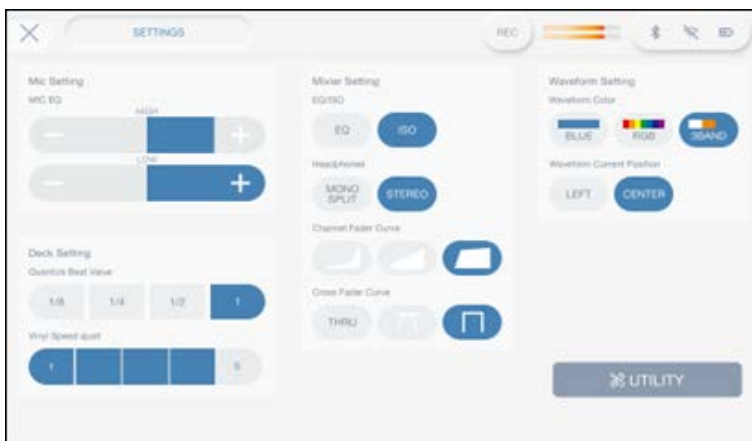 SETTINGS
REC
Mic Setting
MIC EQ
HIGH
LOW
Deck Setting
Quantize Beat Value
1/8
1/4
1/2
1
Vinyl Speed
1
5
Mixier Setting
EQ/ISO
EQ
ISO
Headphones
MONO
SPLIT
STEREO
Channel Fader Curve
Cross Fader Curve
THRU
Waveform Setting
Waveform Color
BLUE
RGB
3BAND
Waveform Current Position
LEFT
CENTER
UTILITY